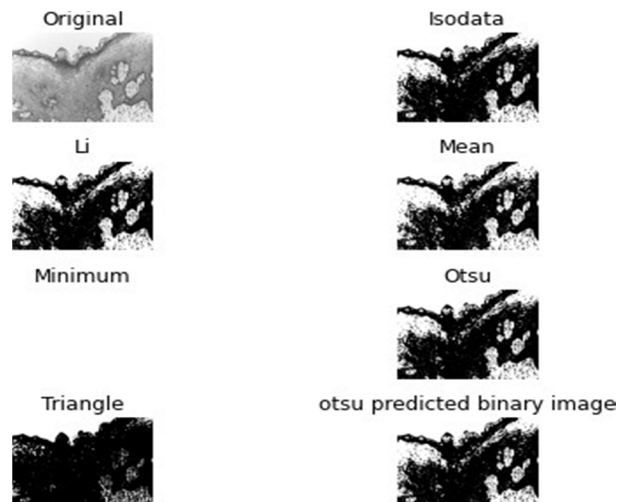 Original
Isodata
Li
Mean
Minimum
Otsu
Triangle
otsu predicted binary image